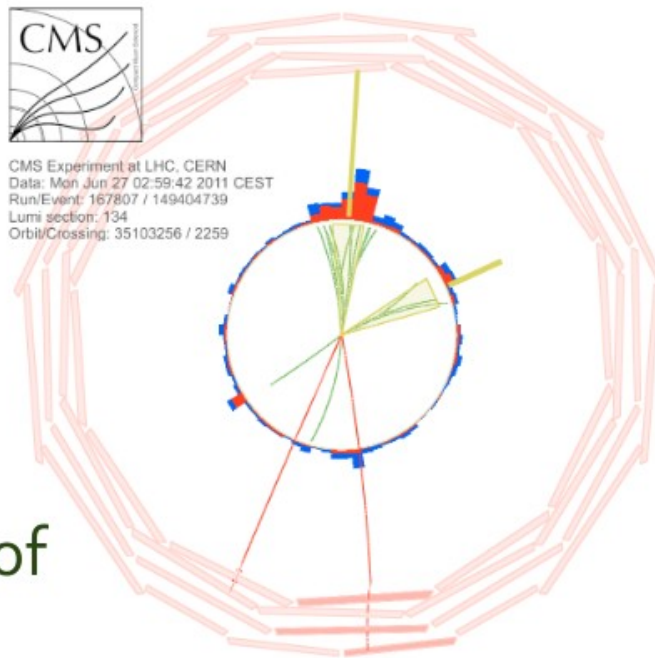 CMS
CMS Experiment at LHC, CERN
Data: Mon Jun 27 02:59:42 2011 CEST
Run/Event: 167807 / 149404739
Lumi section: 134
Orbit/Crossing: 35103256 / 2259
of